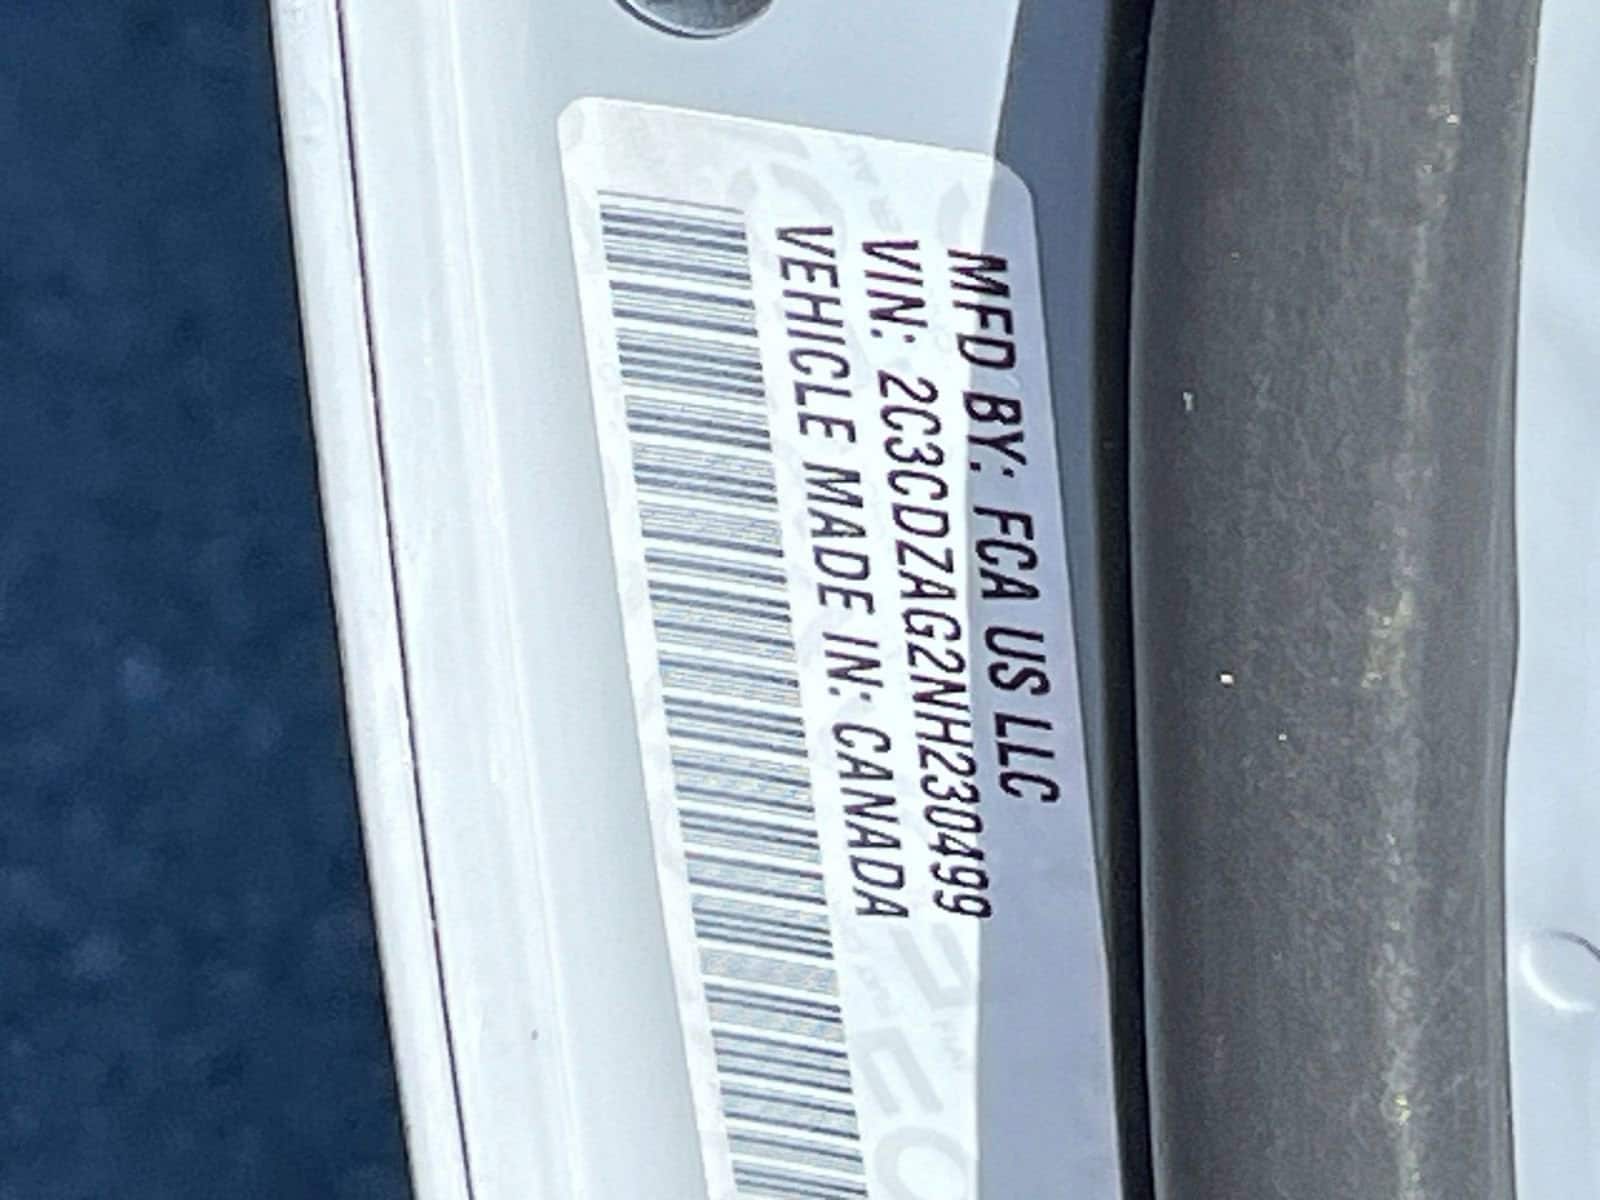 MFD BY: FCA US LLC
VIN: 2C3CDZAG2NH230499
VEHICLE MADE IN: CANADA